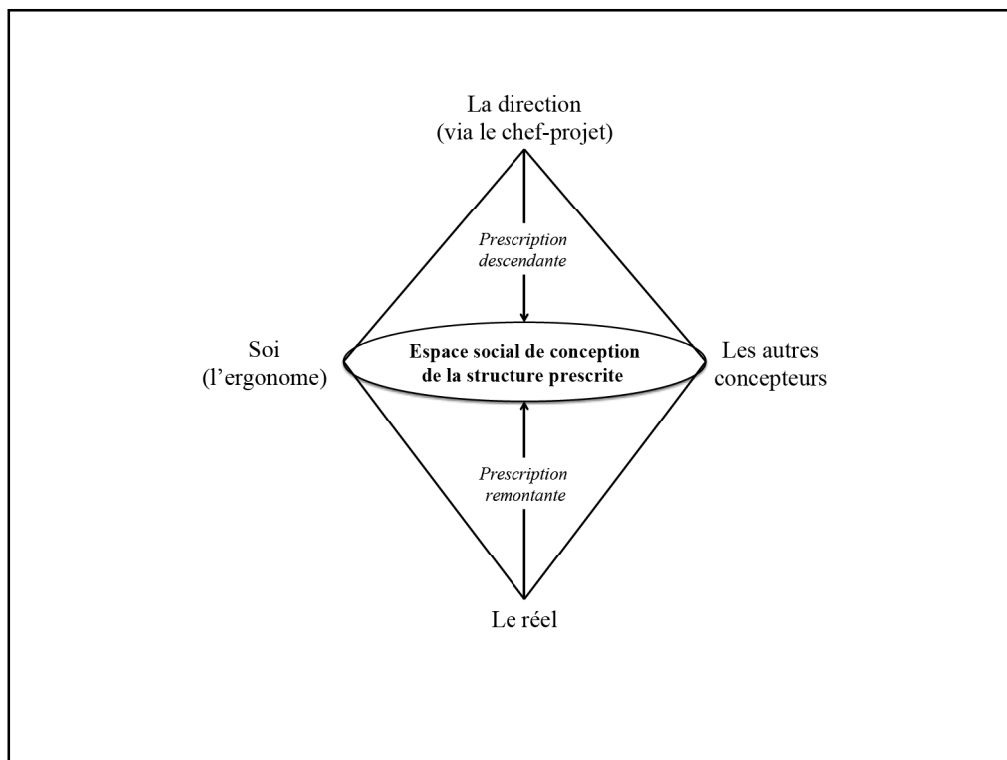 La direction
(via le chef-projet)
Prescription
descendante
Soi
(l'ergonome)
Espace social de conception
de la structure prescrite
Les autres
concepteurs
Prescription
remontante
Le réel